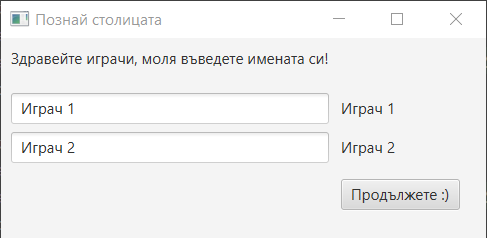 Познай столицата
Здравейте играчи, моля въведете имената си!
Играч 1 Играч 1
Играч 2 Играч 2
Продължете :)